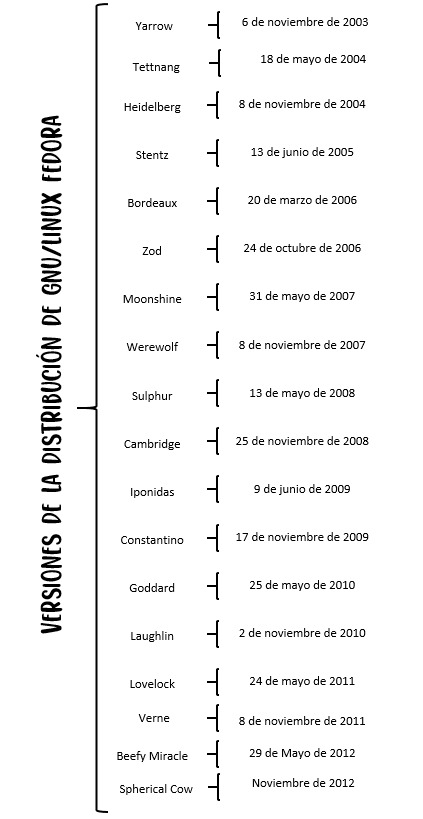 VERSIONES DE LA DISTRIBUCIÓN DE GNU/LINUX FEDORA
Yarrow 6 de noviembre de 2003
Tettnang 18 de mayo de 2004
Heidelberg 8 de noviembre de 2004
Stentz 13 de junio de 2005
Bordeaux 20 de marzo de 2006
Zod 24 de octubre de 2006
Moonshine 31 de mayo de 2007
Werewolf 8 de noviembre de 2007
Sulphur 13 de mayo de 2008
Cambridge 25 de noviembre de 2008
Iponidas 9 de junio de 2009
Constantino 17 de noviembre de 2009
Goddard 25 de mayo de 2010
Laughlin 2 de noviembre de 2010
Lovelock 24 de mayo de 2011
Verne 8 de noviembre de 2011
Beefy Miracle 29 de Mayo de 2012
Spherical Cow Noviembre de 2012